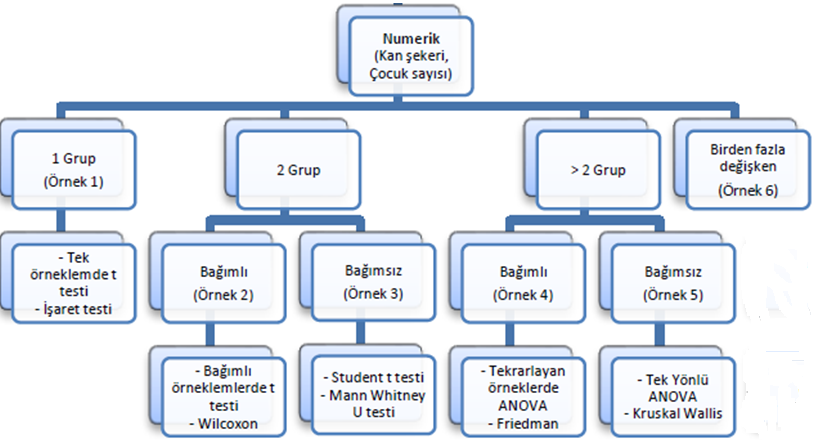 Numerik
(Kan şekeri,
Çocuk sayısı)
1 Grup
(Örnek 1)
2 Grup
> 2 Grup
Birden fazla
değişken
(Örnek 6)
- Tek
örneklemde t
testi
- İşaret testi
Bağımlı
(Örnek 2)
Bağımsız
(Örnek 3)
Bağımlı
(Örnek 4)
Bağımsız
(Örnek 5)
- Bağımlı
örneklemlerde t
testi
- Wilcoxon
- Student t testi
- Mann Whitney
U testi
- Tekrarlayan
örneklerde
ANOVA
- Friedman
- Tek Yönlü
ANOVA
- Kruskal Wallis